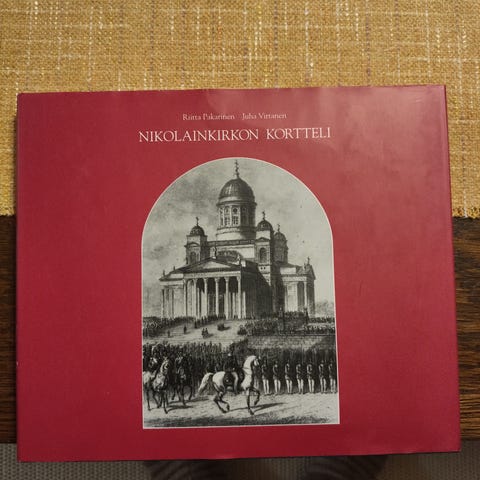 Riitta Pakarinen Juha Virtanen
NIKOLAINKIRKON KORTTELI